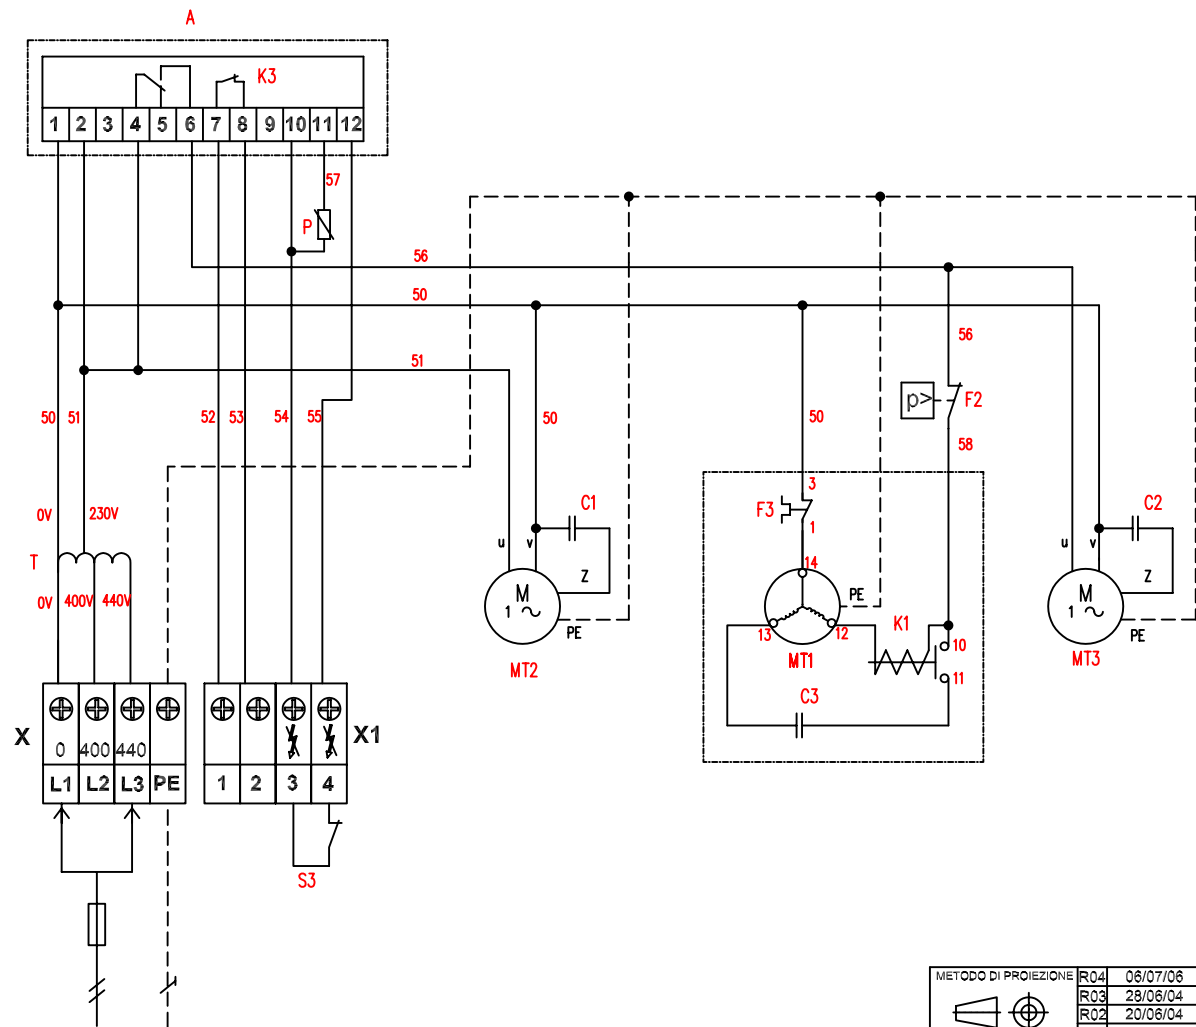 A
K3
1 2 3 4 5 6 7 8 9 10 11 12
57
P
56
50
51
56
p>
F2
50 51 52 53 54 55 50 50
58
3
0V 230V C1 F3 C2
1
u v u v
T
14
0V 400V 440V Z Z
M M
1 1
PE
PE 13 12 K1 PE
10
MT2 MT1 MT3
11
C3
X 0 400 440 X1
L1 L2 L3 PE 1 2 3 4
S3
METODO DI PROIEZIONE R04 06/07/06
R03 28/06/04
R02 20/06/04